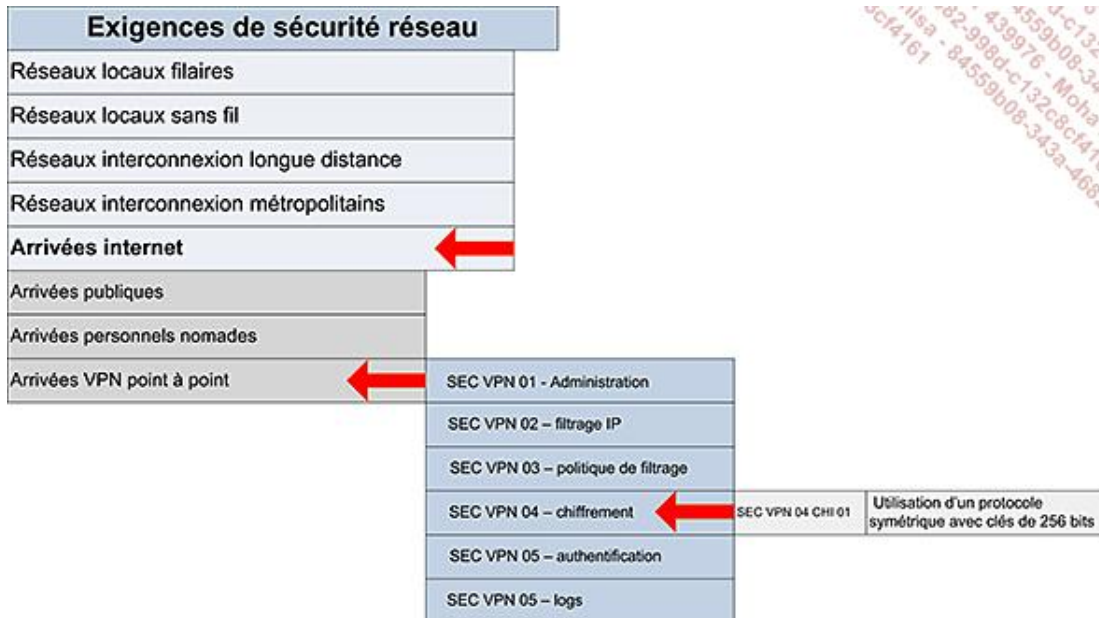 Exigences de sécurité réseau
Réseaux locaux filaires
Réseaux locaux sans fil
Réseaux interconnexion longue distance
Réseaux interconnexion métropolitains
Arrivées internet
Arrivées publiques
Arrivées personnels nomades
Arrivées VPN point à point
SEC VPN 01 - Administration
SEC VPN 02 – filtrage IP
SEC VPN 03 – politique de filtrage
SEC VPN 04 – chiffrement
SEC VPN 04 CHI 01
Utilisation d'un protocole
symétrique avec clés de 256 bits
SEC VPN 05 – authentification
SEC VPN 05 – logs